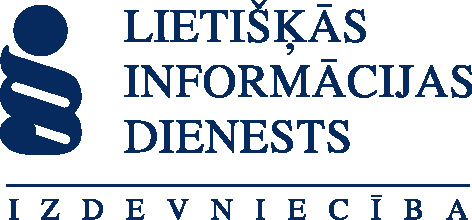 LIETIŠĶĀS
INFORMĀCIJAS
DIENESTS
IZDEVNIECĪBA